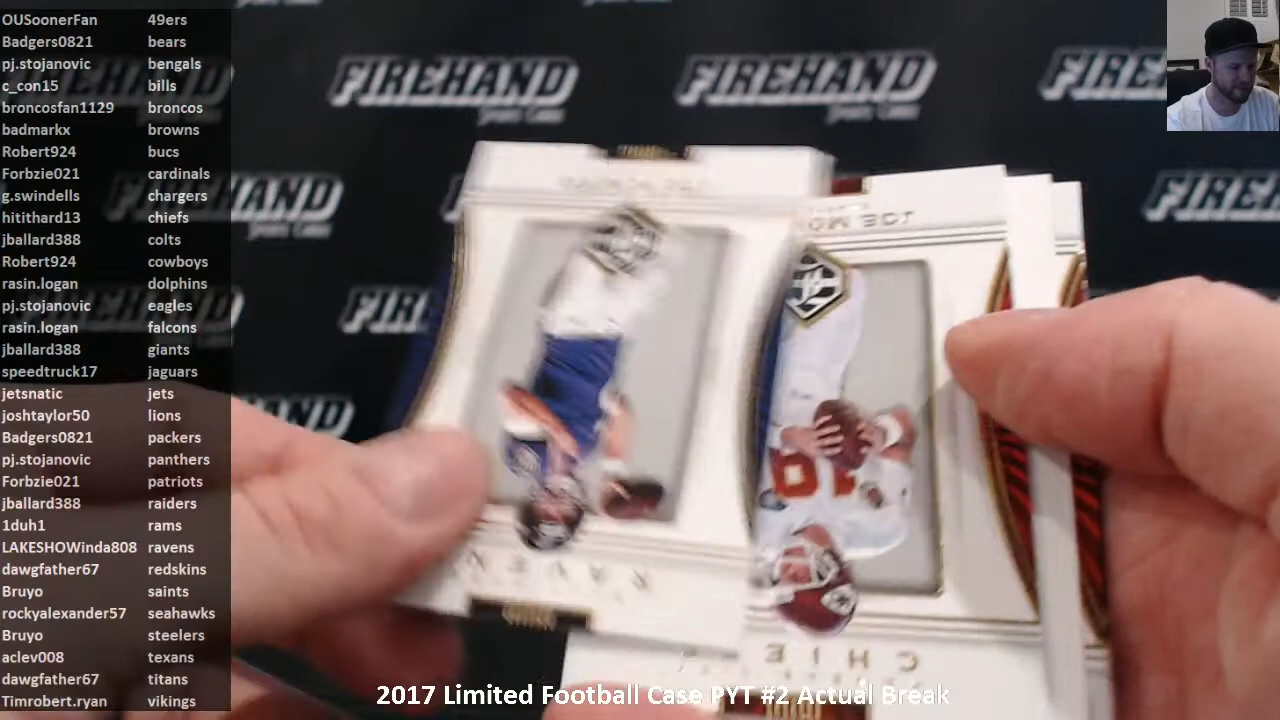 OUSoonerFan 49ers
Badgers0821 bears
pj.stojanovic bengals
c_con15 bills
broncosfan1129 broncos
badmarkx browns
Robert924 bucs
Forbzie021 cardinals
g.swindells chargers
hitithard13 chiefs
jballard388 colts
Robert924 cowboys
rasin.logan dolphins
pj.stojanovic eagles
rasin.logan falcons
jballard388 giants
speedtruck17 jaguars
jetsnatic jets
joshtaylor50 lions
Badgers0821 packers
pj.stojanovic panthers
Forbzie021 patriots
jballard388 raiders
1duh1 rams
LAKESHOWinda808 ravens
dawgfather67 redskins
Bruyo saints
rockyalexander57 seahawks
Bruyo steelers
aclev008 texans
dawgfather67 titans
Timrobert.ryan vikings
FIREHAND
FIREHAND
JOE MO
RAVEN
CHIE
2017 Limited Football Case PYT #2 Actual Break